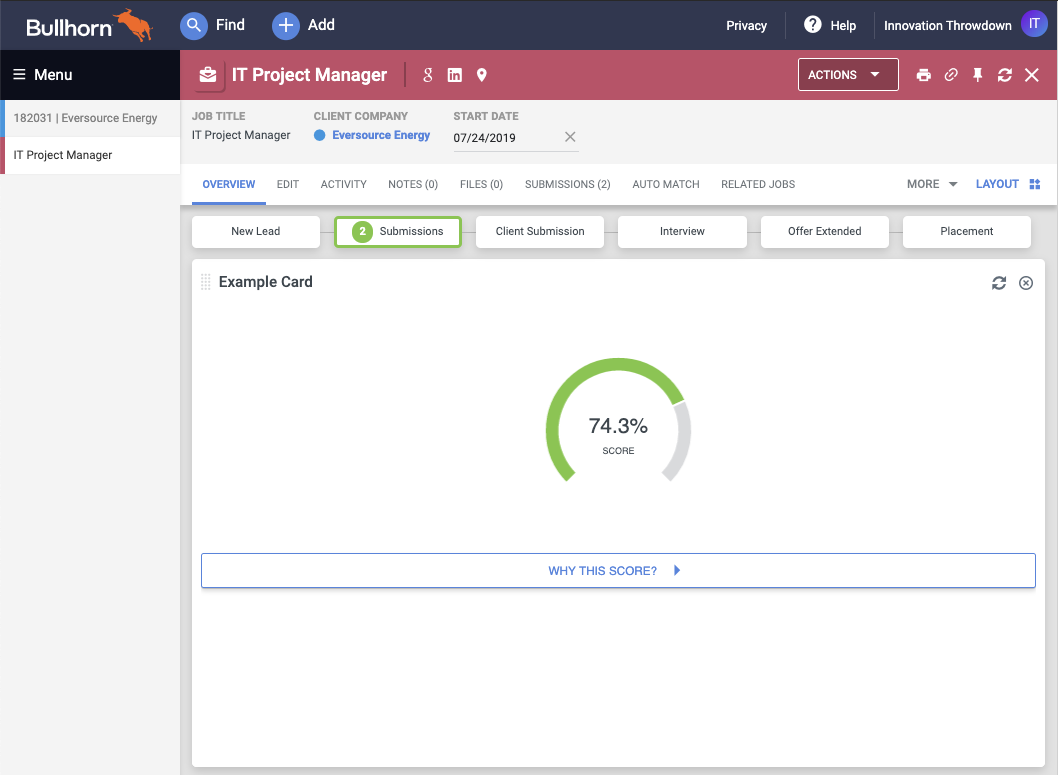 Bullhorn
Find
Add
Privacy
Help
Innovation Throwdown
IT
Menu
IT Project Manager
g
in
ACTIONS
182031 | Eversource Energy
IT Project Manager
JOB TITLE
IT Project Manager
CLIENT COMPANY
Eversource Energy
START DATE
07/24/2019
OVERVIEW
EDIT
ACTIVITY
NOTES (0)
FILES (0)
SUBMISSIONS (2)
AUTO MATCH
RELATED JOBS
MORE
LAYOUT
New Lead
2 Submissions
Client Submission
Interview
Offer Extended
Placement
Example Card
74.3%
SCORE
WHY THIS SCORE?